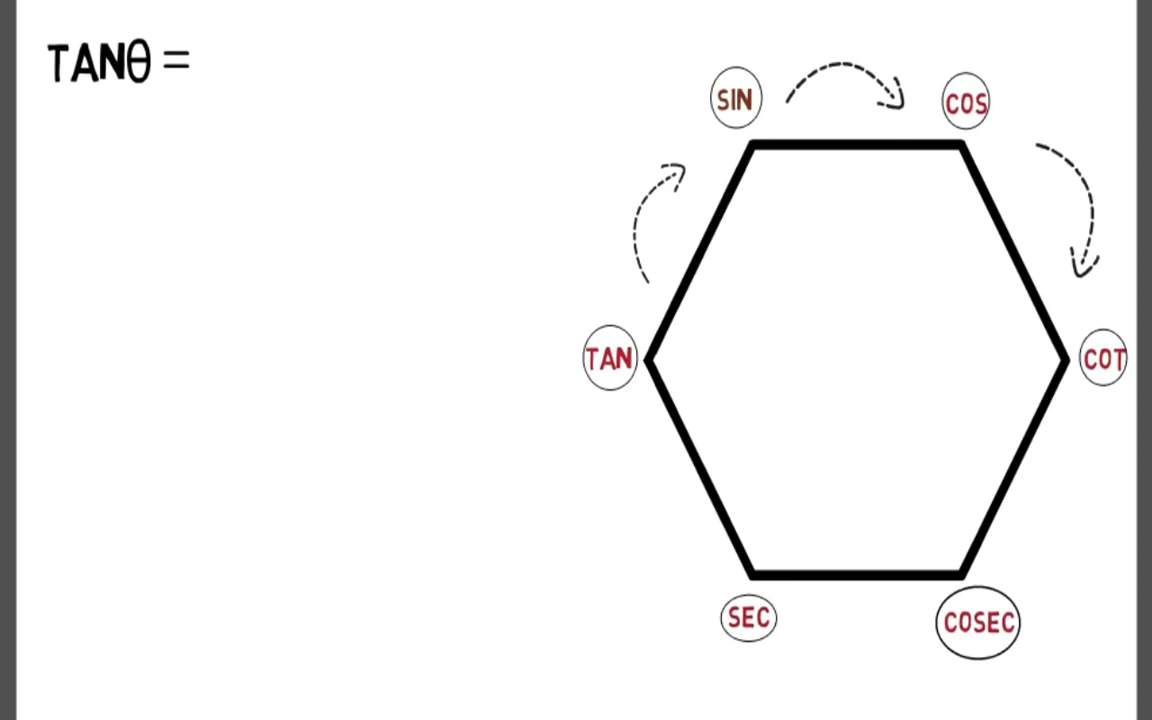 TANθ =
SIN
COS
TAN
COT
SEC
COSEC